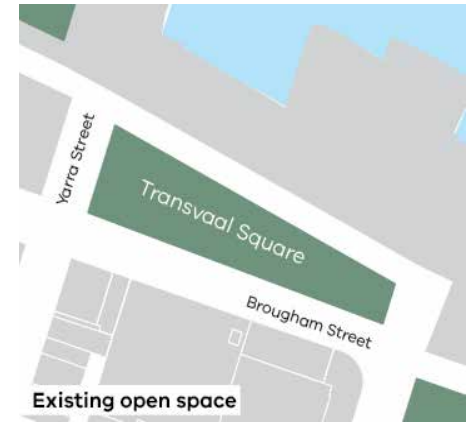 Yarra Street
Transvaal Square
Brougham Street
Existing open space